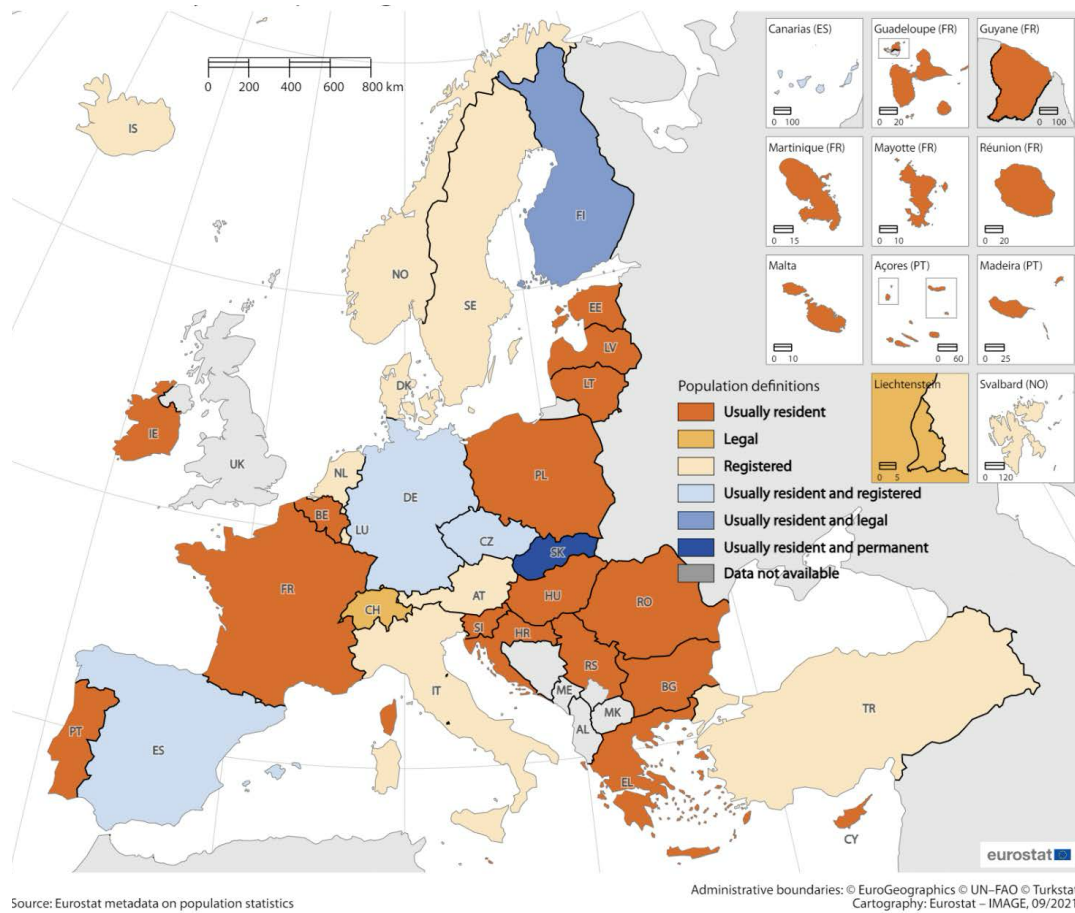 0 200 400 600 800 km
Canarias (ES)
0 100
Guadeloupe (FR)
0 20
Guyane (FR)
0 100
Martinique (FR)
0 15
Mayotte (FR)
0 10
Réunion (FR)
0 20
Malta
0 10
Açores (PT)
0 60
Madeira (PT)
0 25
Liechtenstein
0 5
Svalbard (NO)
0 120
Population definitions
Usually resident
Legal
Registered
Usually resident and registered
Usually resident and legal
Usually resident and permanent
Data not available
IS
FI
NO
SE
EE
LV
LT
DK
IE
UK
NL
DE
PL
BE
LU
CZ
SK
FR
CH
AT
HU
RO
SI
HR
RS
IT
ME
BG
MK
AL
TR
PT
ES
EL
CY
eurostat
Administrative boundaries: © EuroGeographics © UN–FAO © Turkstat
Source: Eurostat metadata on population statistics
Cartography: Eurostat – IMAGE, 09/2021